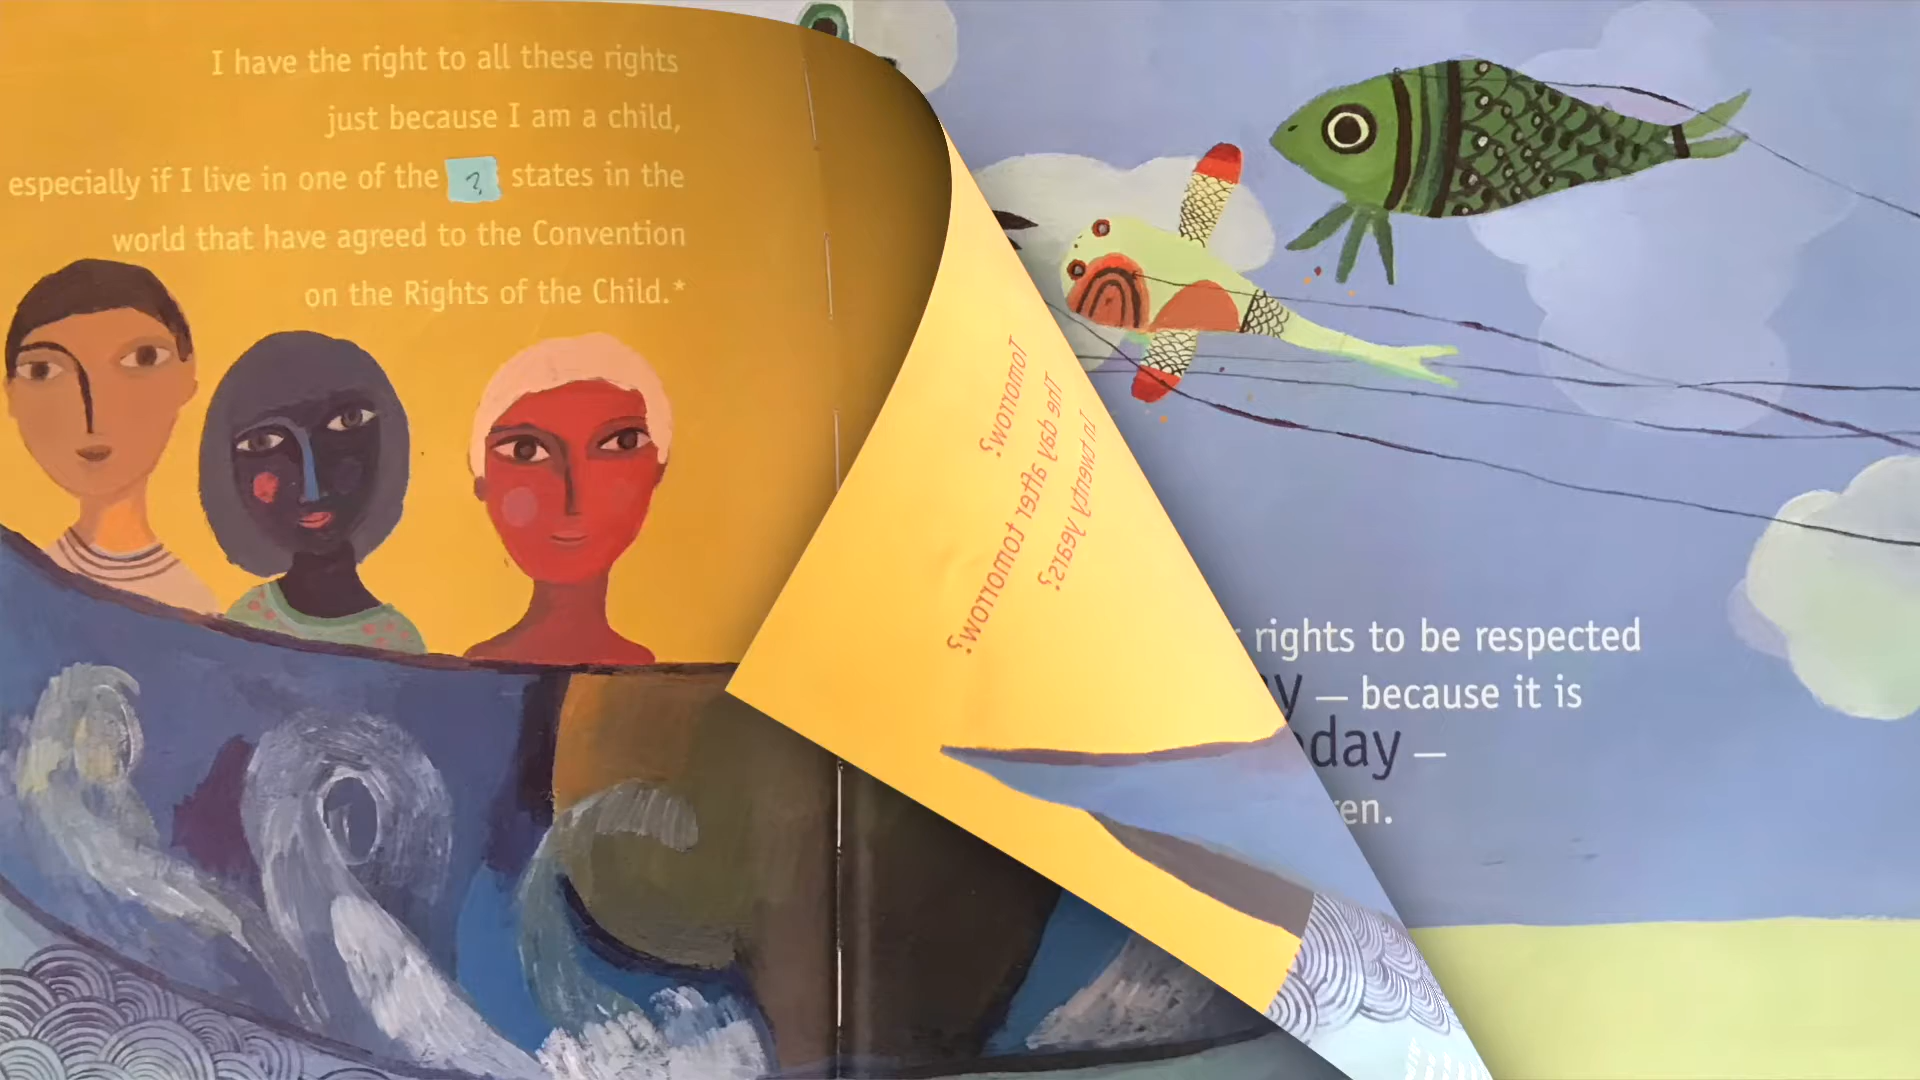 I have the right to all these rights
just because I am a child,
especially if I live in one of the ? states in the
world that have agreed to the Convention
on the Rights of the Child.*
Tomorrow?
The day after tomorrow?
In twenty years?
rights to be respected
— because it is
day —